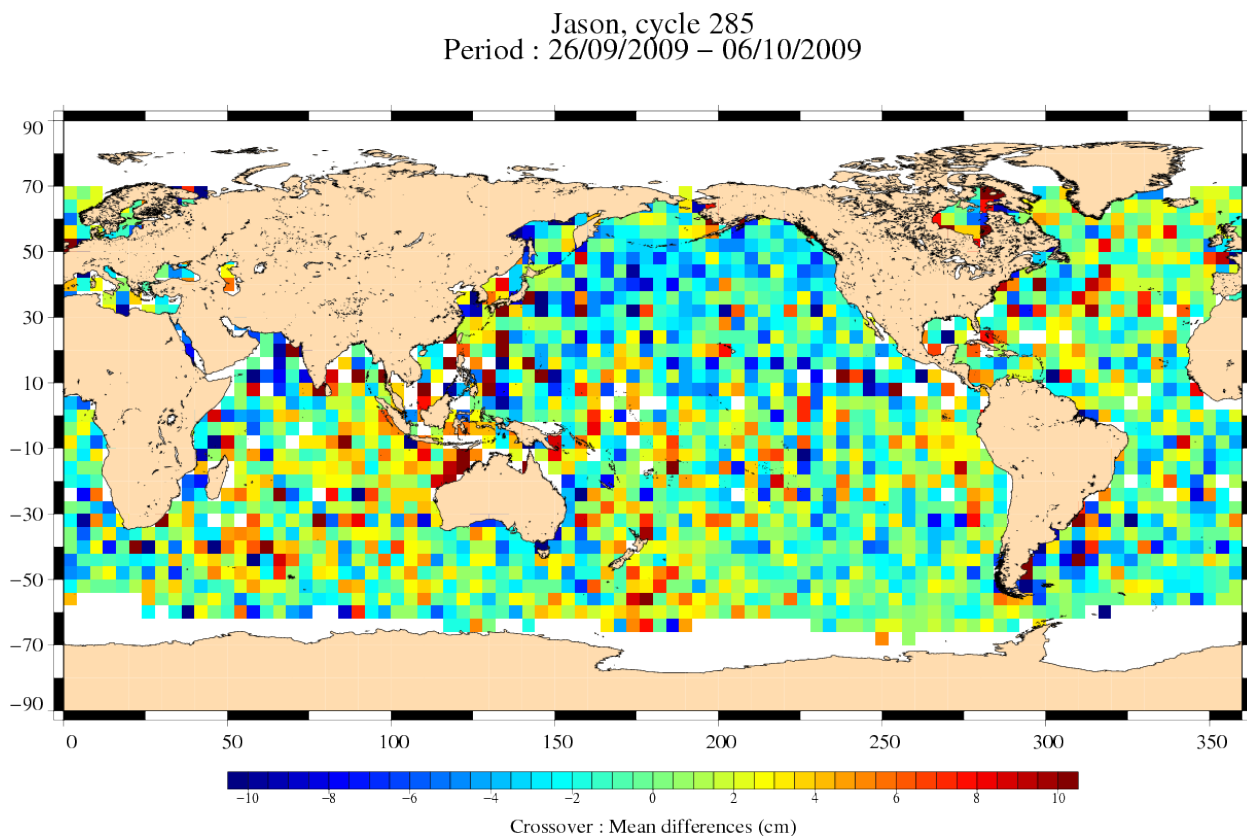 Jason, cycle 285
Period : 26/09/2009 − 06/10/2009
90
70
50
30
10
−10
−30
−50
−70
−90
0 50 100 150 200 250 300 350
−10 −8 −6 −4 −2 0 2 4 6 8 10
Crossover : Mean differences (cm)